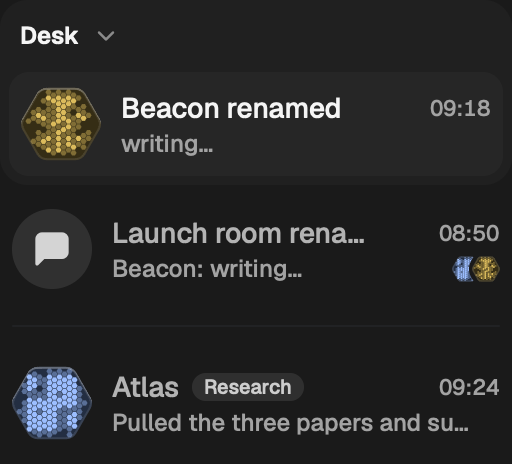 Desk
Beacon renamed 09:18
writing...
Launch room rena... 08:50
Beacon: writing...
Atlas Research 09:24
Pulled the three papers and su...